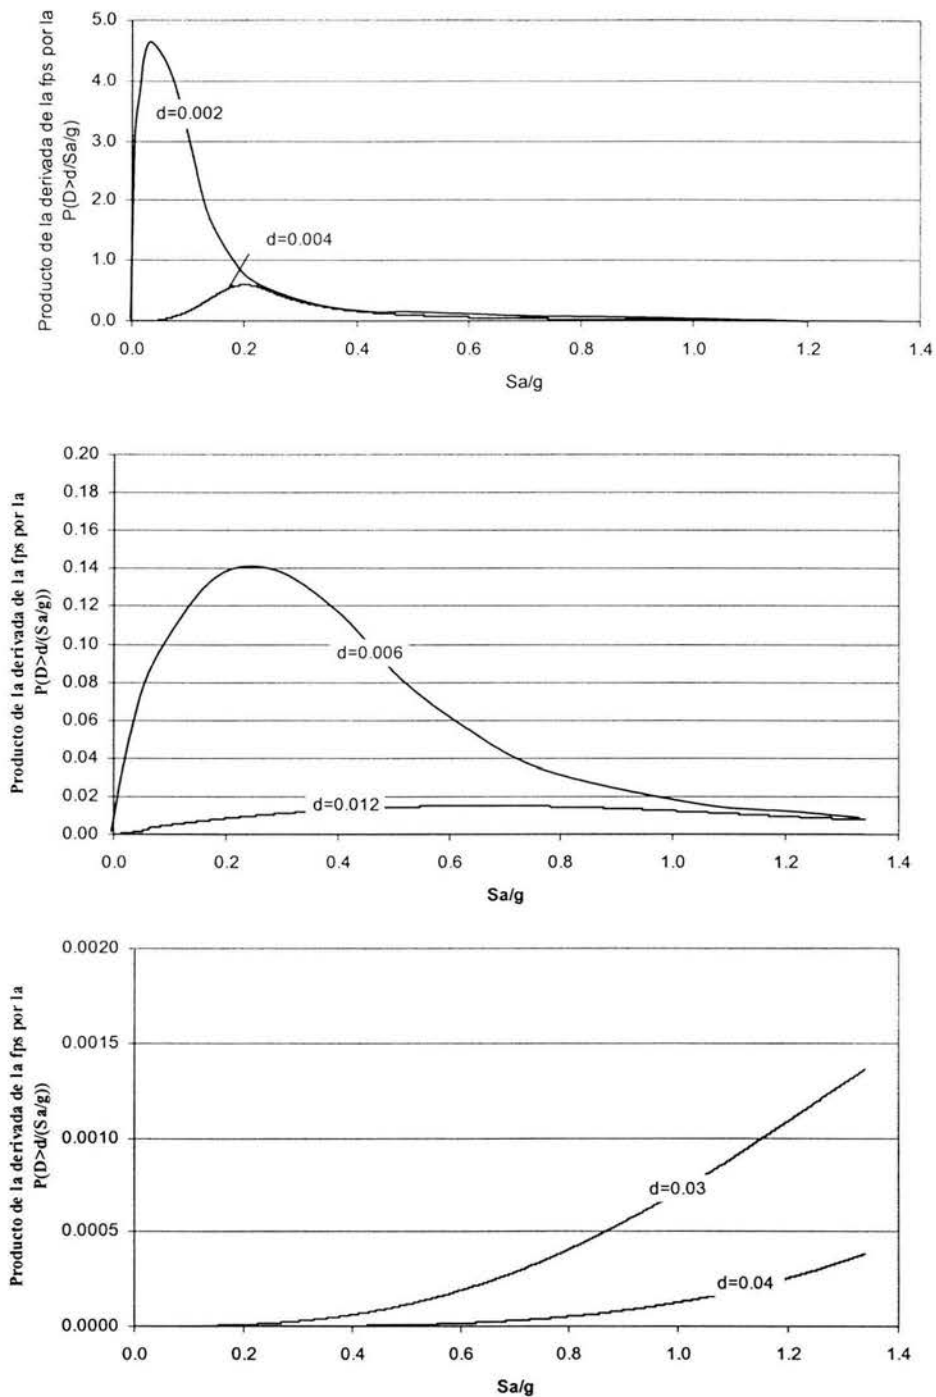 Producto de la derivada de la fps por la
P(D>d/Sa/g)
5.0
4.0
3.0
2.0
1.0
0.0
d=0.002
d=0.004
0.0 0.2 0.4 0.6 0.8 1.0 1.2 1.4
Sa/g
Producto de la derivada de la fps por la
P(D>d/(Sa/g))
0.20
0.18
0.16
0.14
0.12
0.10
0.08
0.06
0.04
0.02
0.00
d=0.006
d=0.012
0.0 0.2 0.4 0.6 0.8 1.0 1.2 1.4
Sa/g
Producto de la derivada de la fps por la
P(D>d/(Sa/g))
0.0020
0.0015
0.0010
0.0005
0.0000
d=0.03
d=0.04
0.0 0.2 0.4 0.6 0.8 1.0 1.2 1.4
Sa/g